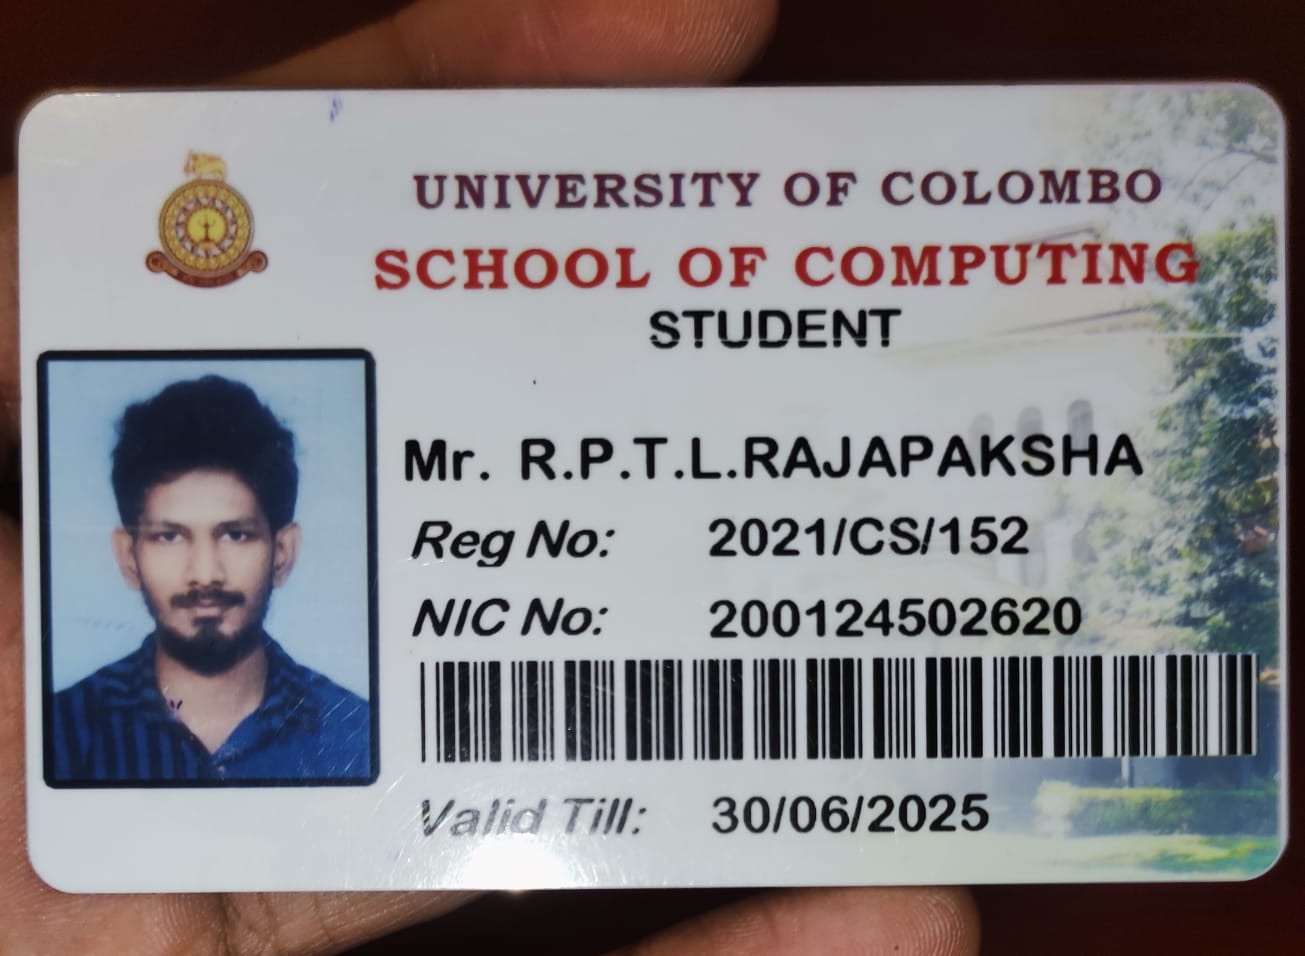 UNIVERSITY OF COLOMBO
SCHOOL OF COMPUTING
STUDENT
Mr. R.P.T.L.RAJAPAKSHA
Reg No: 2021/CS/152
NIC No: 200124502620
Valid Till: 30/06/2025